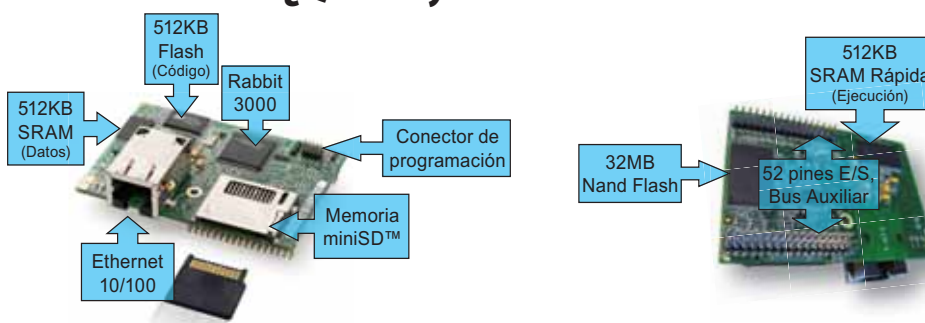 512KB
Flash
(Código)
Rabbit
3000
512KB
SRAM
(Datos)
Conector de
programación
Memoria
miniSD™
Ethernet
10/100
512KB
SRAM Rápida
(Ejecución)
32MB
Nand Flash
52 pines E/S,
Bus Auxiliar